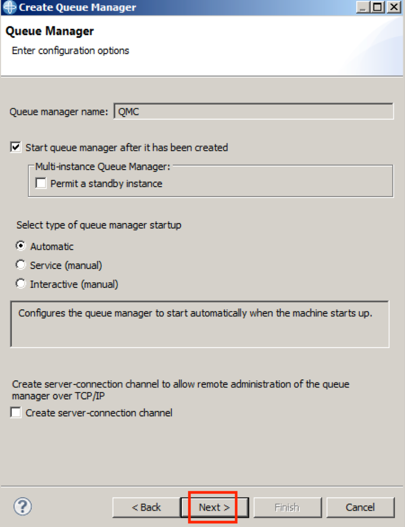 Create Queue Manager
Queue Manager
Enter configuration options
Queue manager name: QMC
Start queue manager after it has been created
Multi-instance Queue Manager:
Permit a standby instance
Select type of queue manager startup
Automatic
Service (manual)
Interactive (manual)
Configures the queue manager to start automatically when the machine starts up.
Create server-connection channel to allow remote administration of the queue
manager over TCP/IP
Create server-connection channel
? < Back Next > Finish Cancel